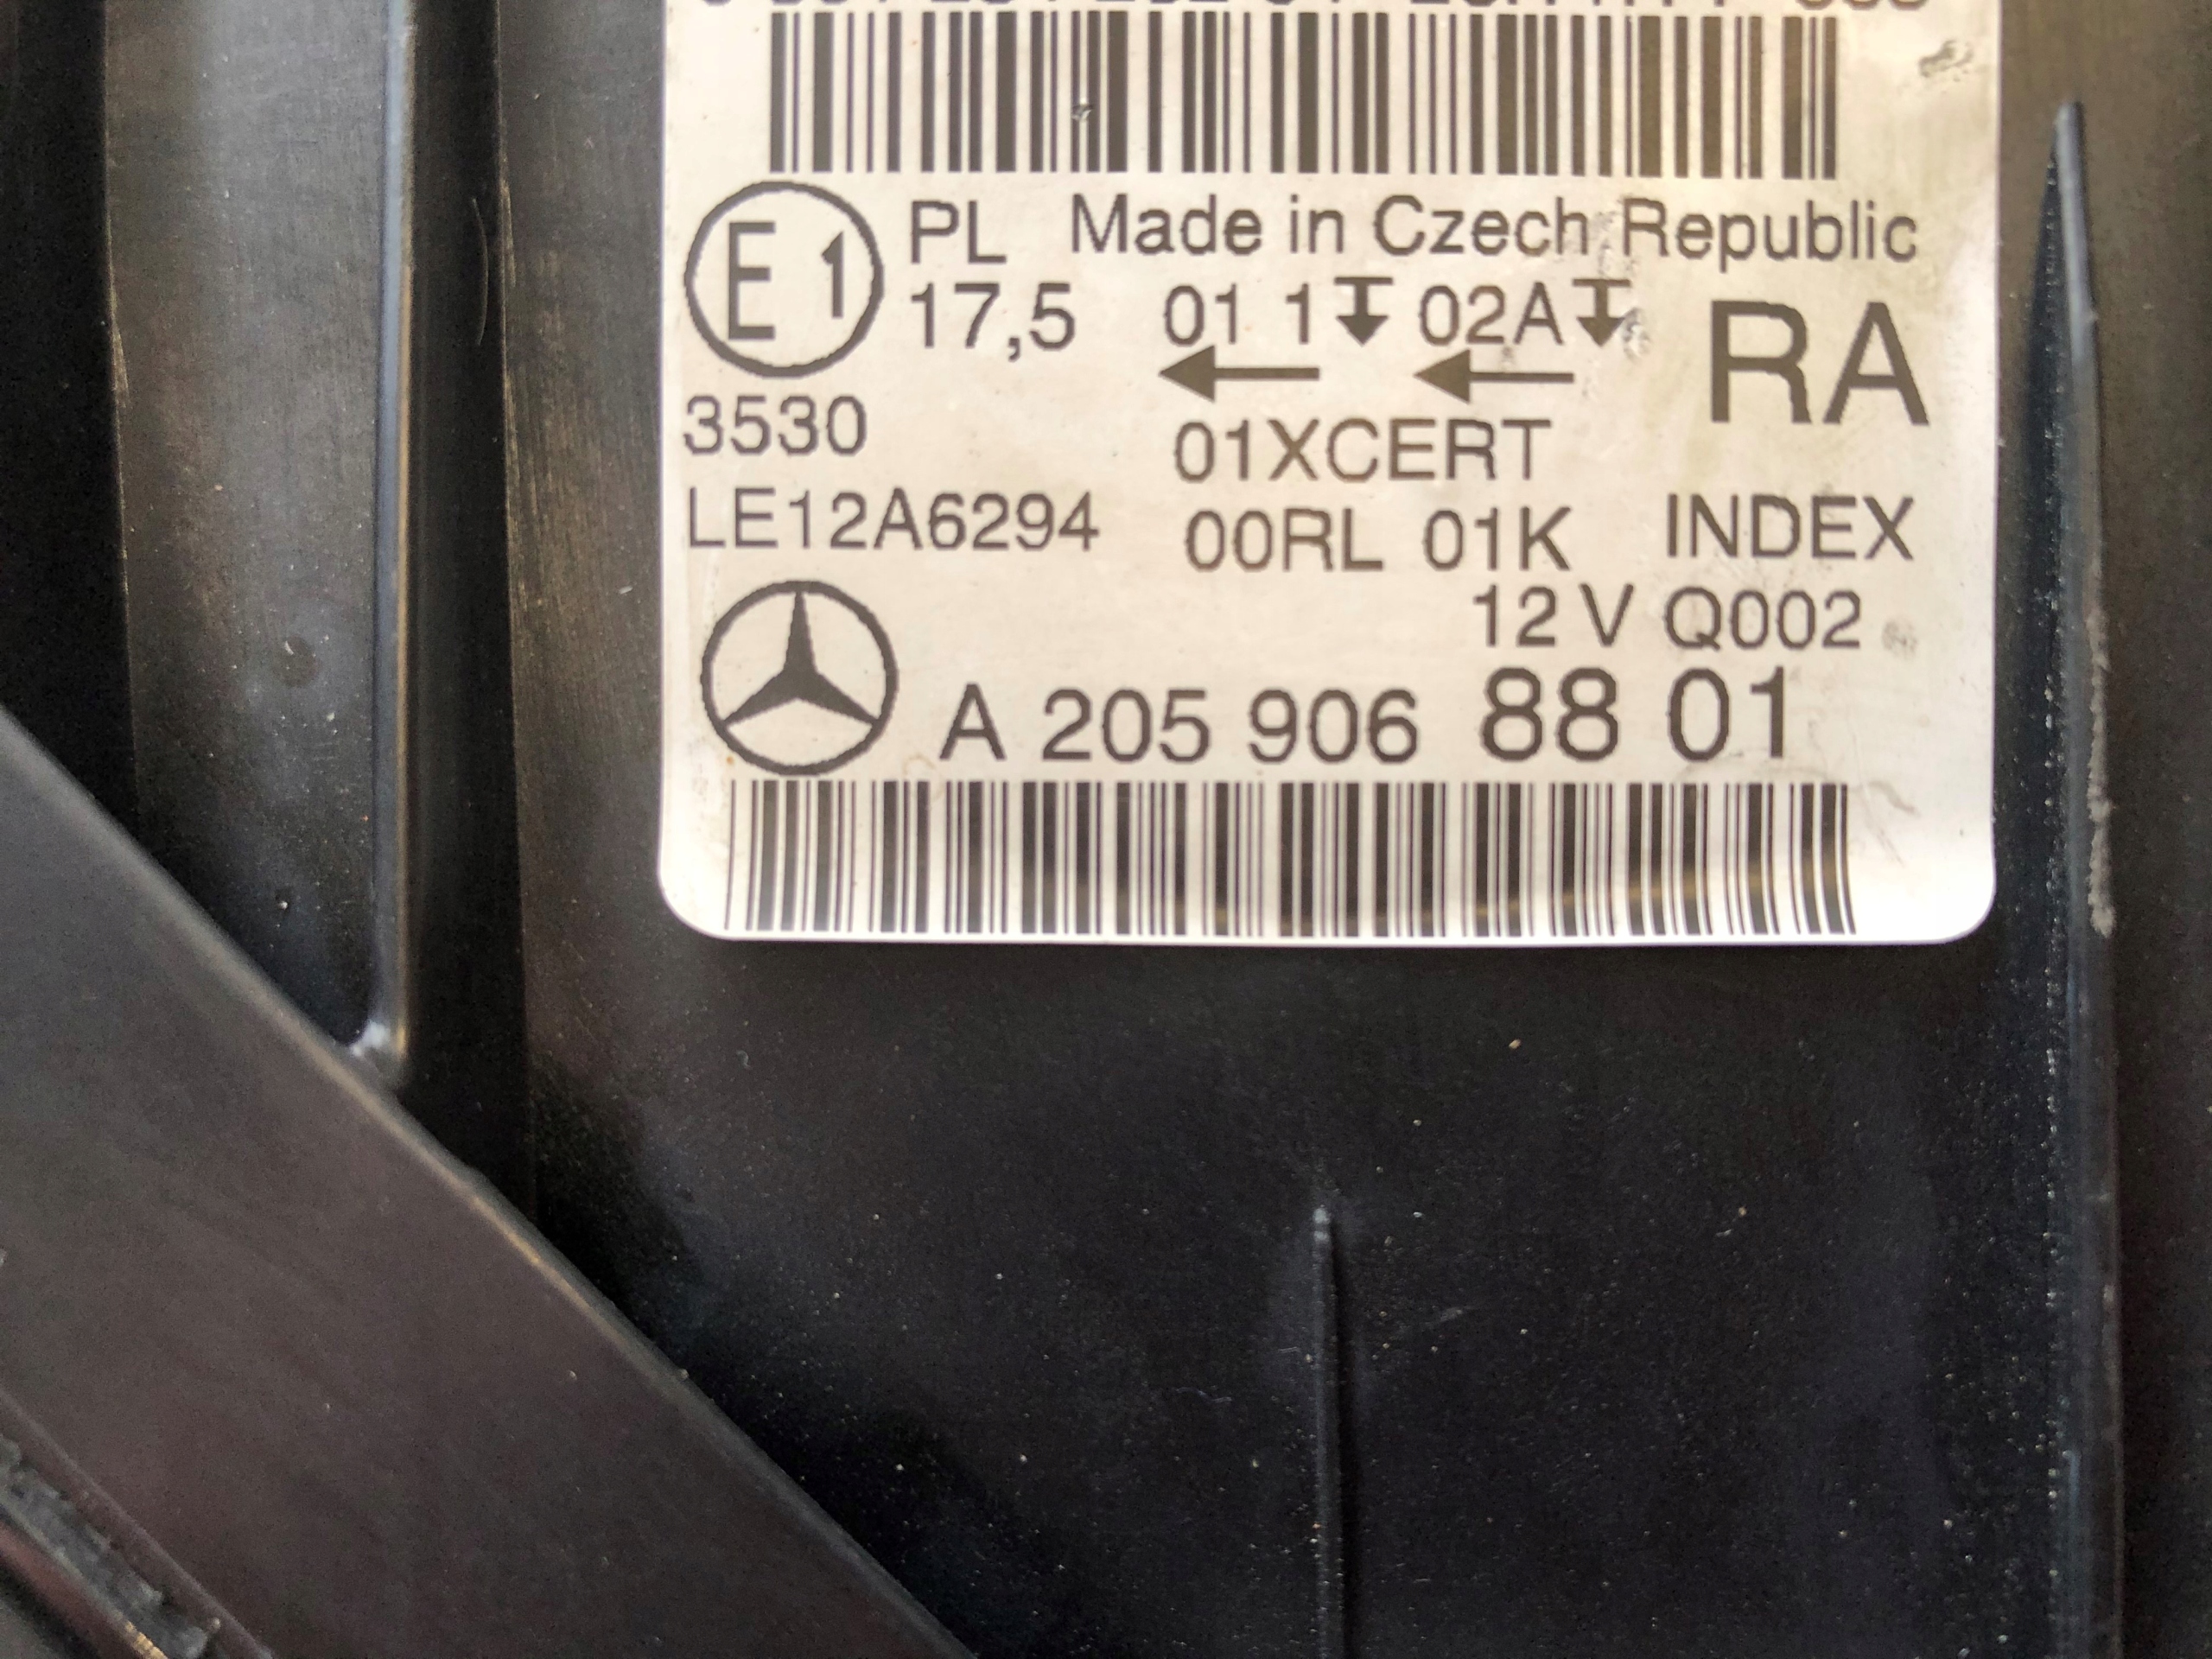 E1 PL Made in Czech Republic
17,5 01 1 02A RA
3530 01XCERT
LE12A6294 00RL 01K INDEX
12 V Q002
A 205 906 88 01